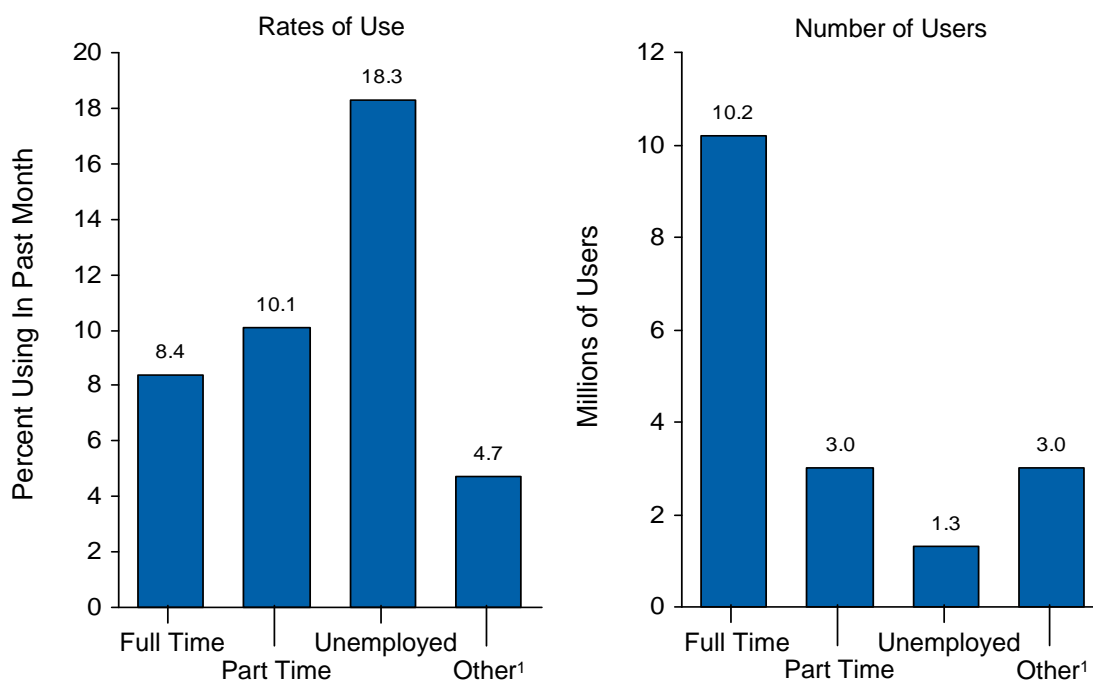 Rates of Use
Percent Using In Past Month
20
18
16
14
12
10
8
6
4
2
0
8.4
10.1
18.3
4.7
Full Time
Part Time
Unemployed
Other¹
Number of Users
Millions of Users
12
10
8
6
4
2
0
10.2
3.0
1.3
3.0
Full Time
Part Time
Unemployed
Other¹